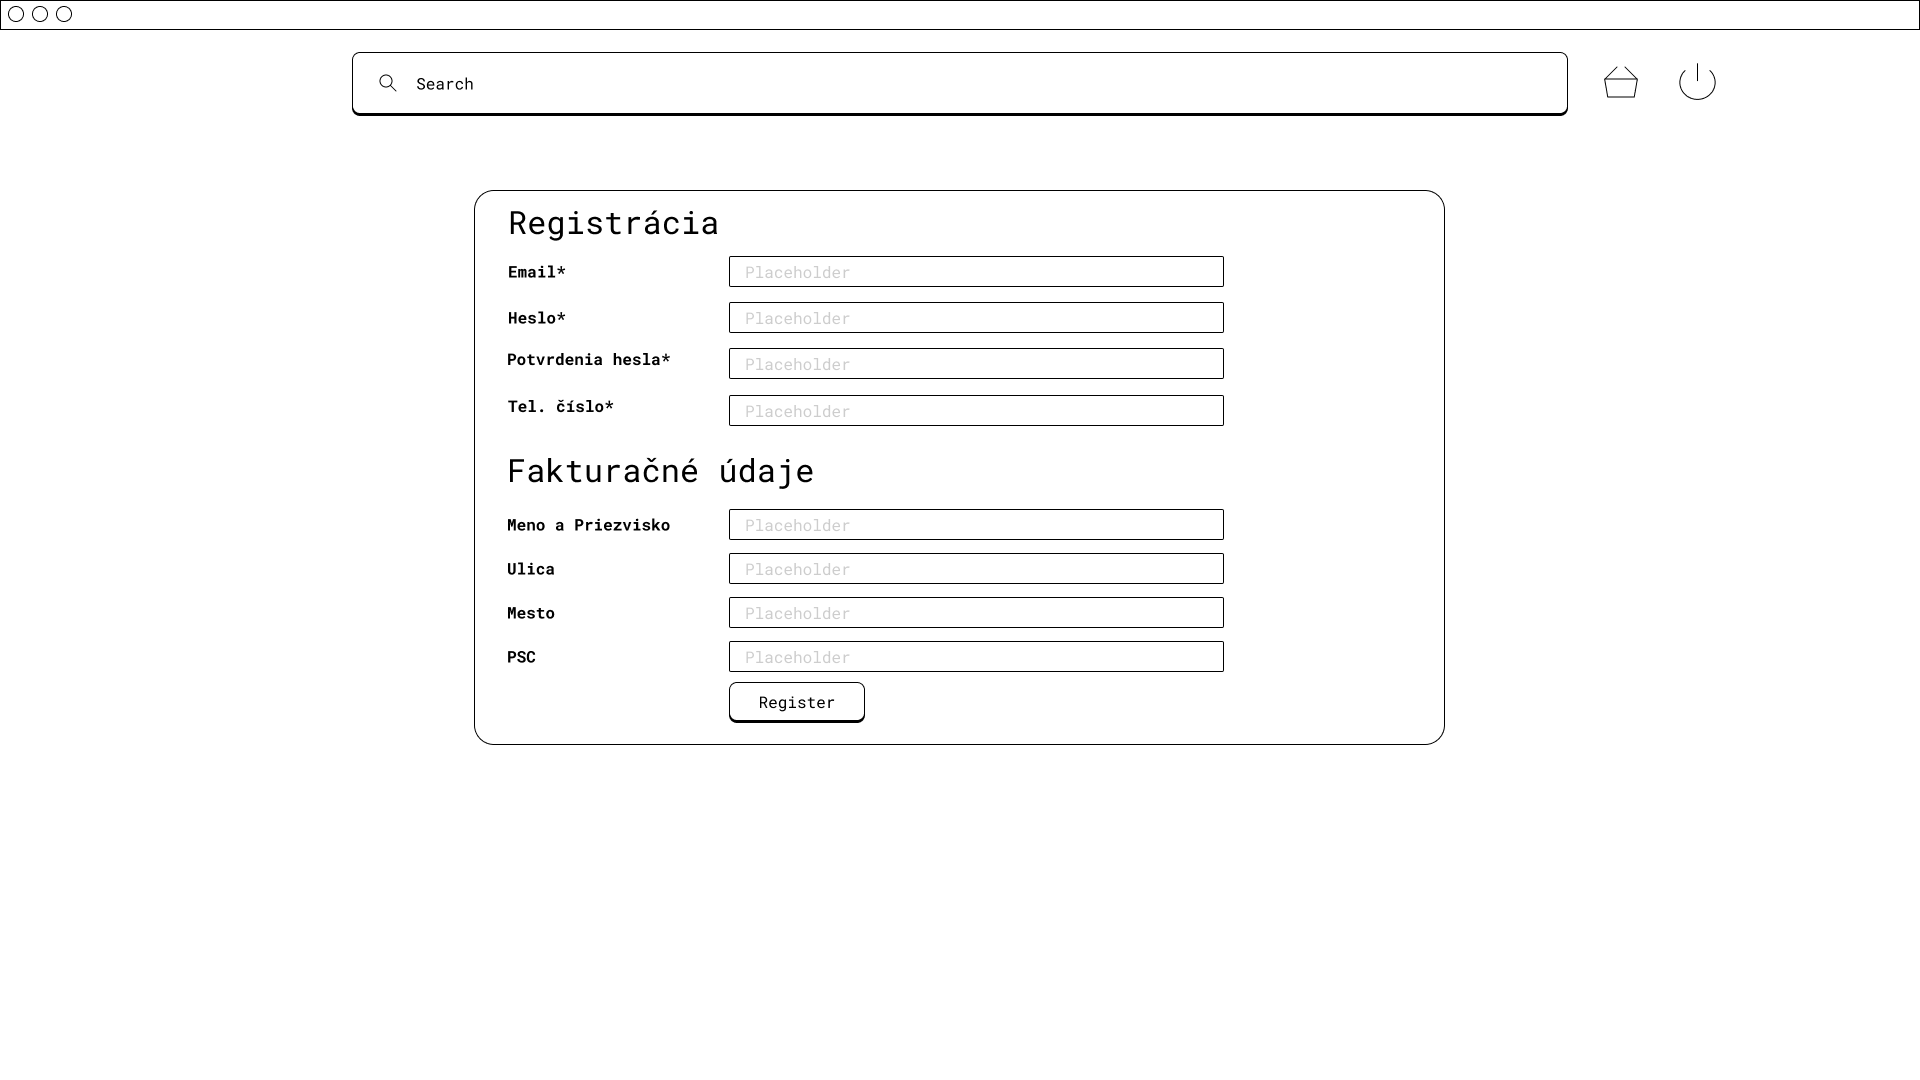 Search
Registrácia
Email* Placeholder
Heslo* Placeholder
Potvrdenia hesla* Placeholder
Tel. číslo* Placeholder
Fakturačné údaje
Meno a Priezvisko Placeholder
Ulica Placeholder
Mesto Placeholder
PSC Placeholder
Register